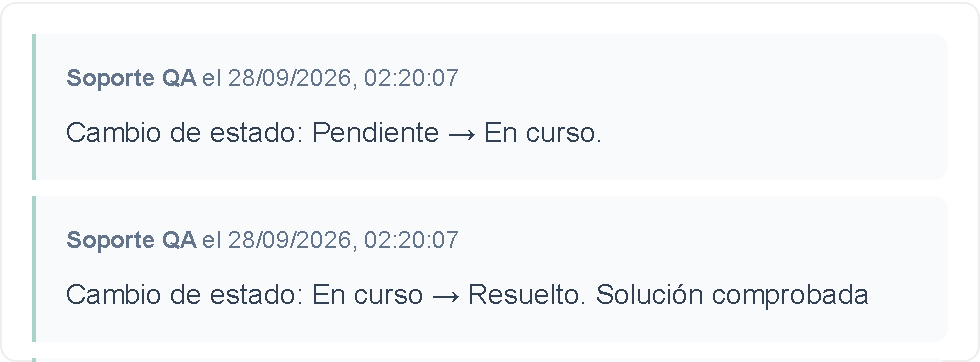 Soporte QA el 28/09/2026, 02:20:07
Cambio de estado: Pendiente → En curso.
Soporte QA el 28/09/2026, 02:20:07
Cambio de estado: En curso → Resuelto. Solución comprobada